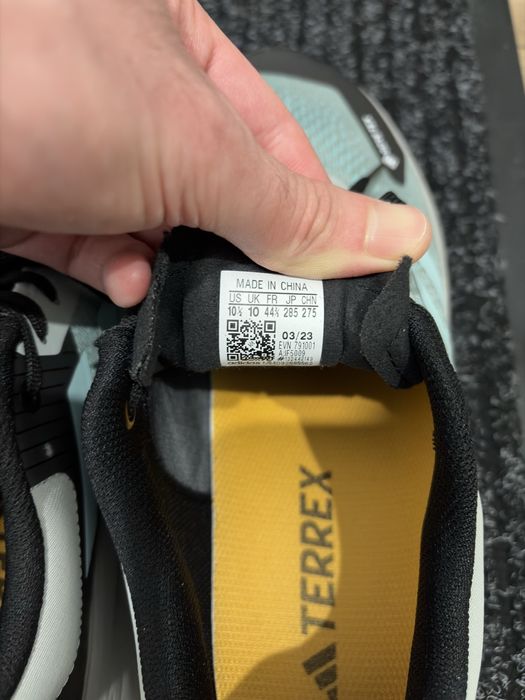 MADE IN CHINA
US UK FR JP CHN
10½ 10 44⅔ 285 275
03/23
EVN 791001
adidas
TERREX